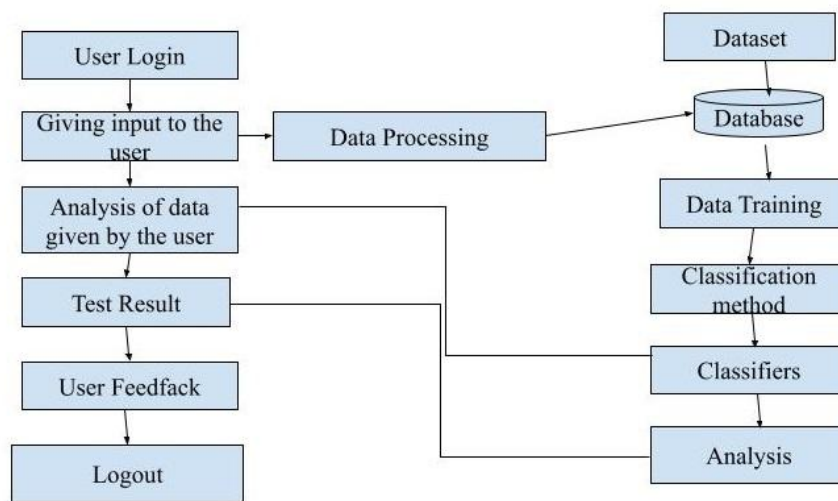 User Login
Giving input to the
user
Analysis of data
given by the user
Test Result
User Feedfack
Logout
Data Processing
Dataset
Database
Data Training
Classification
method
Classifiers
Analysis